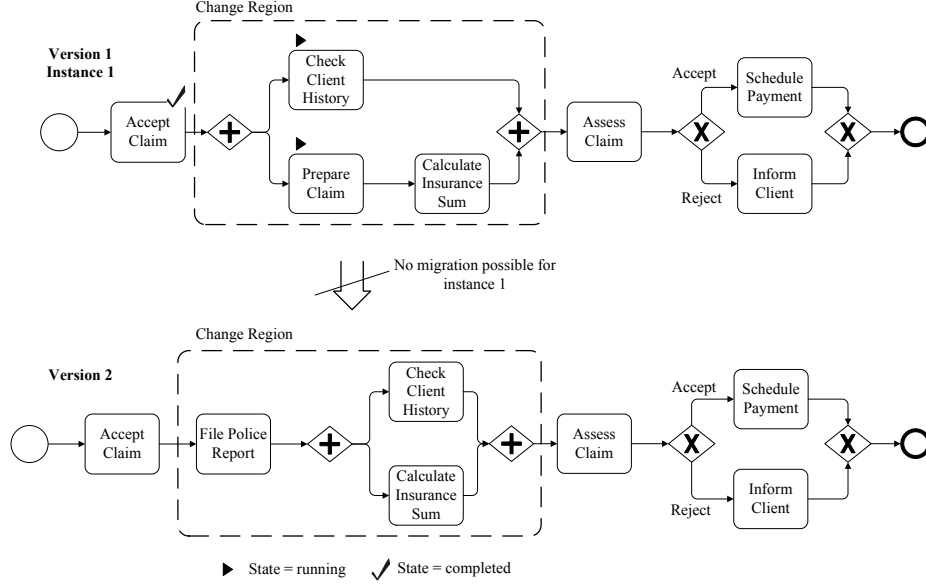 Change Region
Version 1
Instance 1
Accept
Claim
Check
Client
History
Prepare
Claim
Calculate
Insurance
Sum
Assess
Claim
Accept
Reject
Schedule
Payment
Inform
Client
No migration possible for
instance 1
Change Region
Version 2
Accept
Claim
File Police
Report
Check
Client
History
Calculate
Insurance
Sum
Assess
Claim
Accept
Reject
Schedule
Payment
Inform
Client
State = running
State = completed